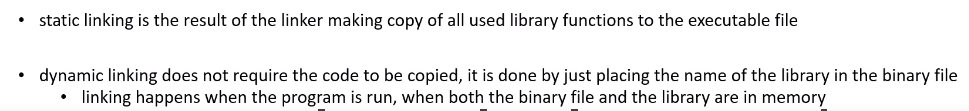 • static linking is the result of the linker making copy of all used library functions to the executable file
• dynamic linking does not require the code to be copied, it is done by just placing the name of the library in the binary file
• linking happens when the program is run, when both the binary file and the library are in memory